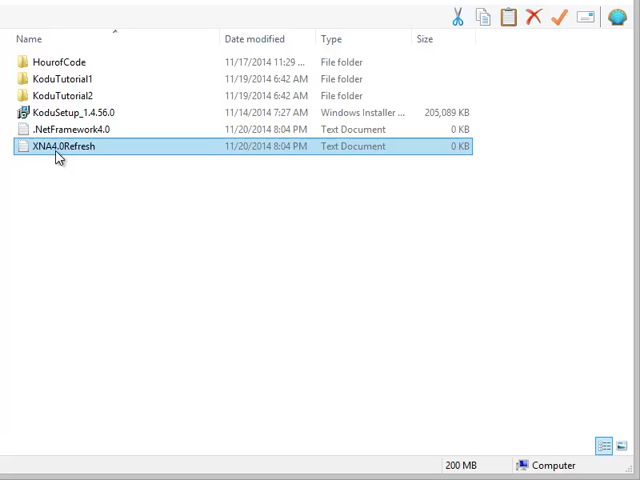 Name Date modified Type Size
HourofCode 11/17/2014 11:29 ... File folder
KoduTutorial1 11/19/2014 6:42 AM File folder
KoduTutorial2 11/19/2014 6:42 AM File folder
KoduSetup_1.4.56.0 11/14/2014 7:27 AM Windows Installer ... 205,089 KB
.NetFramework4.0 11/20/2014 8:04 PM Text Document 0 KB
XNA4.0Refresh 11/20/2014 8:04 PM Text Document 0 KB
200 MB Computer